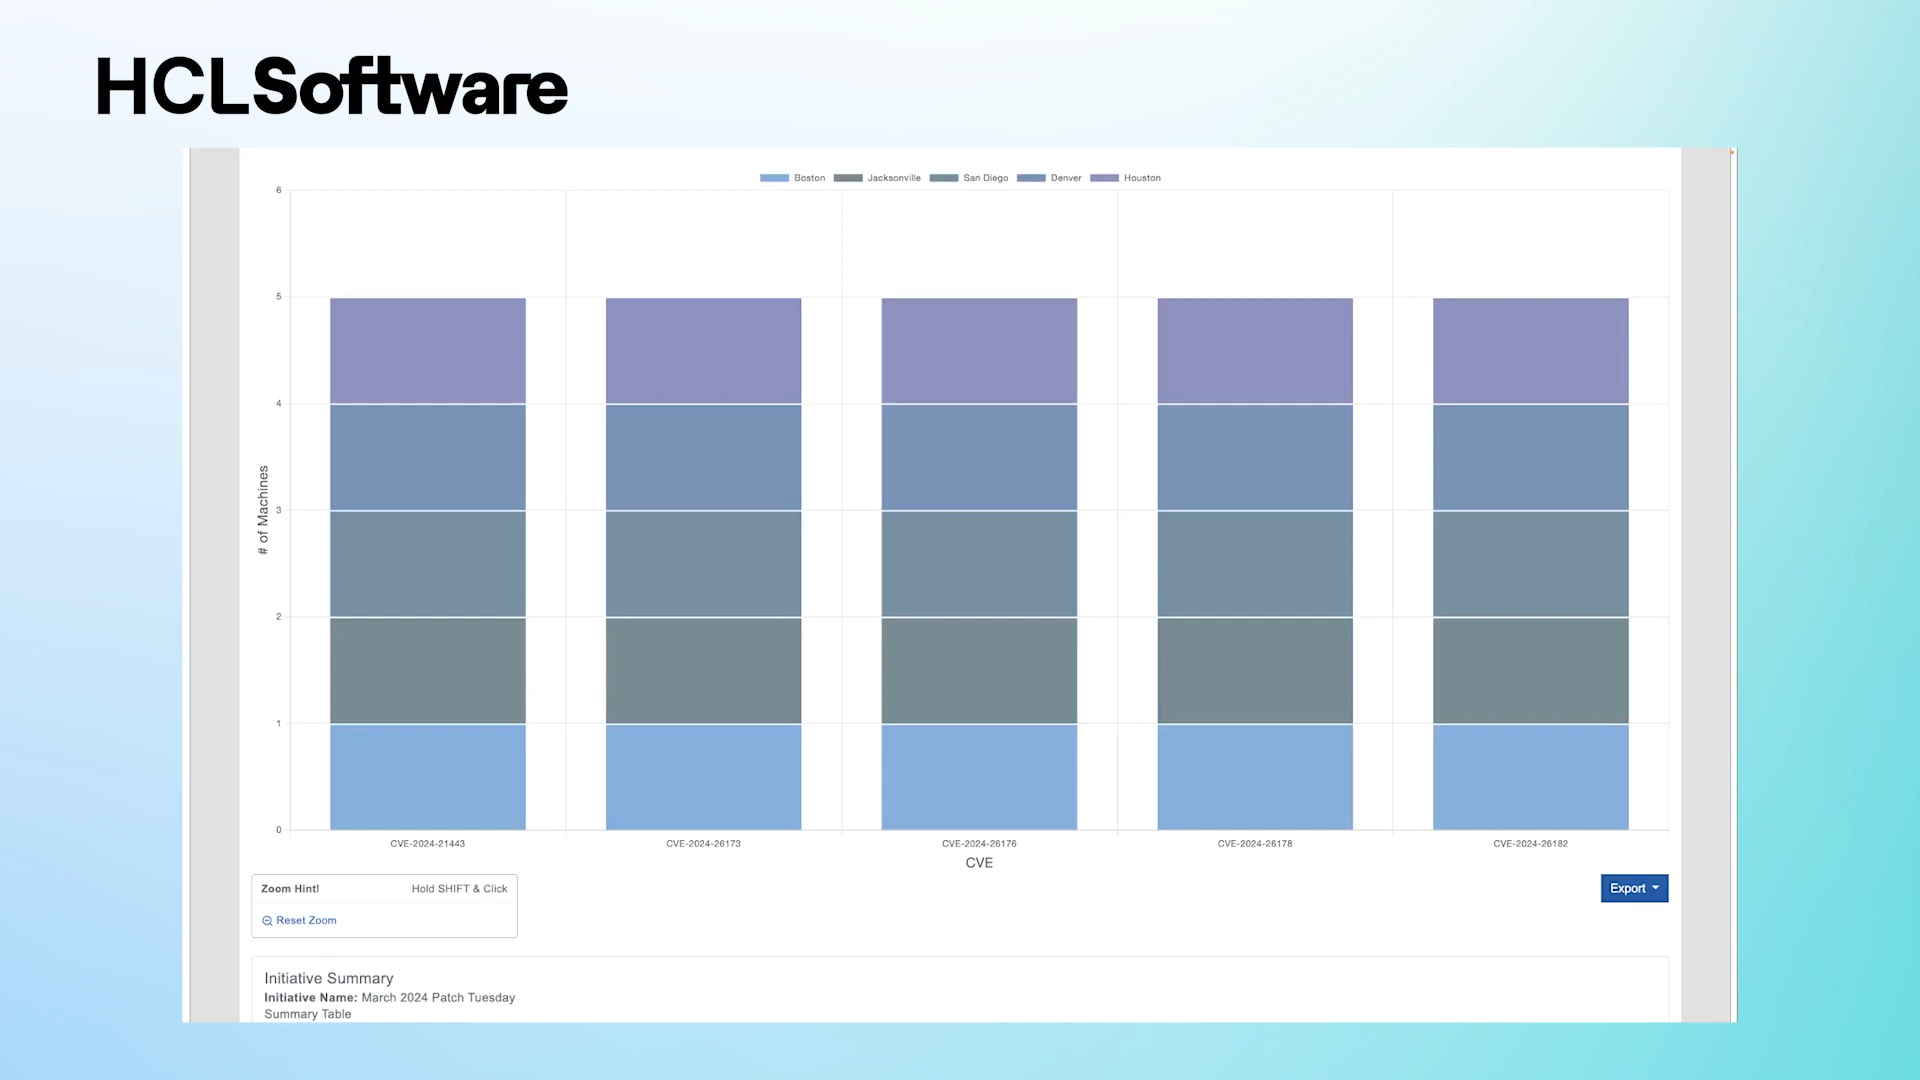 HCLSoftware
Boston Jacksonville San Diego Denver Houston
6
5
4
3
2
1
0
# of Machines
CVE-2024-21443 CVE-2024-26173 CVE-2024-26176 CVE-2024-26178 CVE-2024-26182
CVE
Zoom Hint! Hold SHIFT & Click
Reset Zoom
Export
Initiative Summary
Initiative Name: March 2024 Patch Tuesday
Summary Table